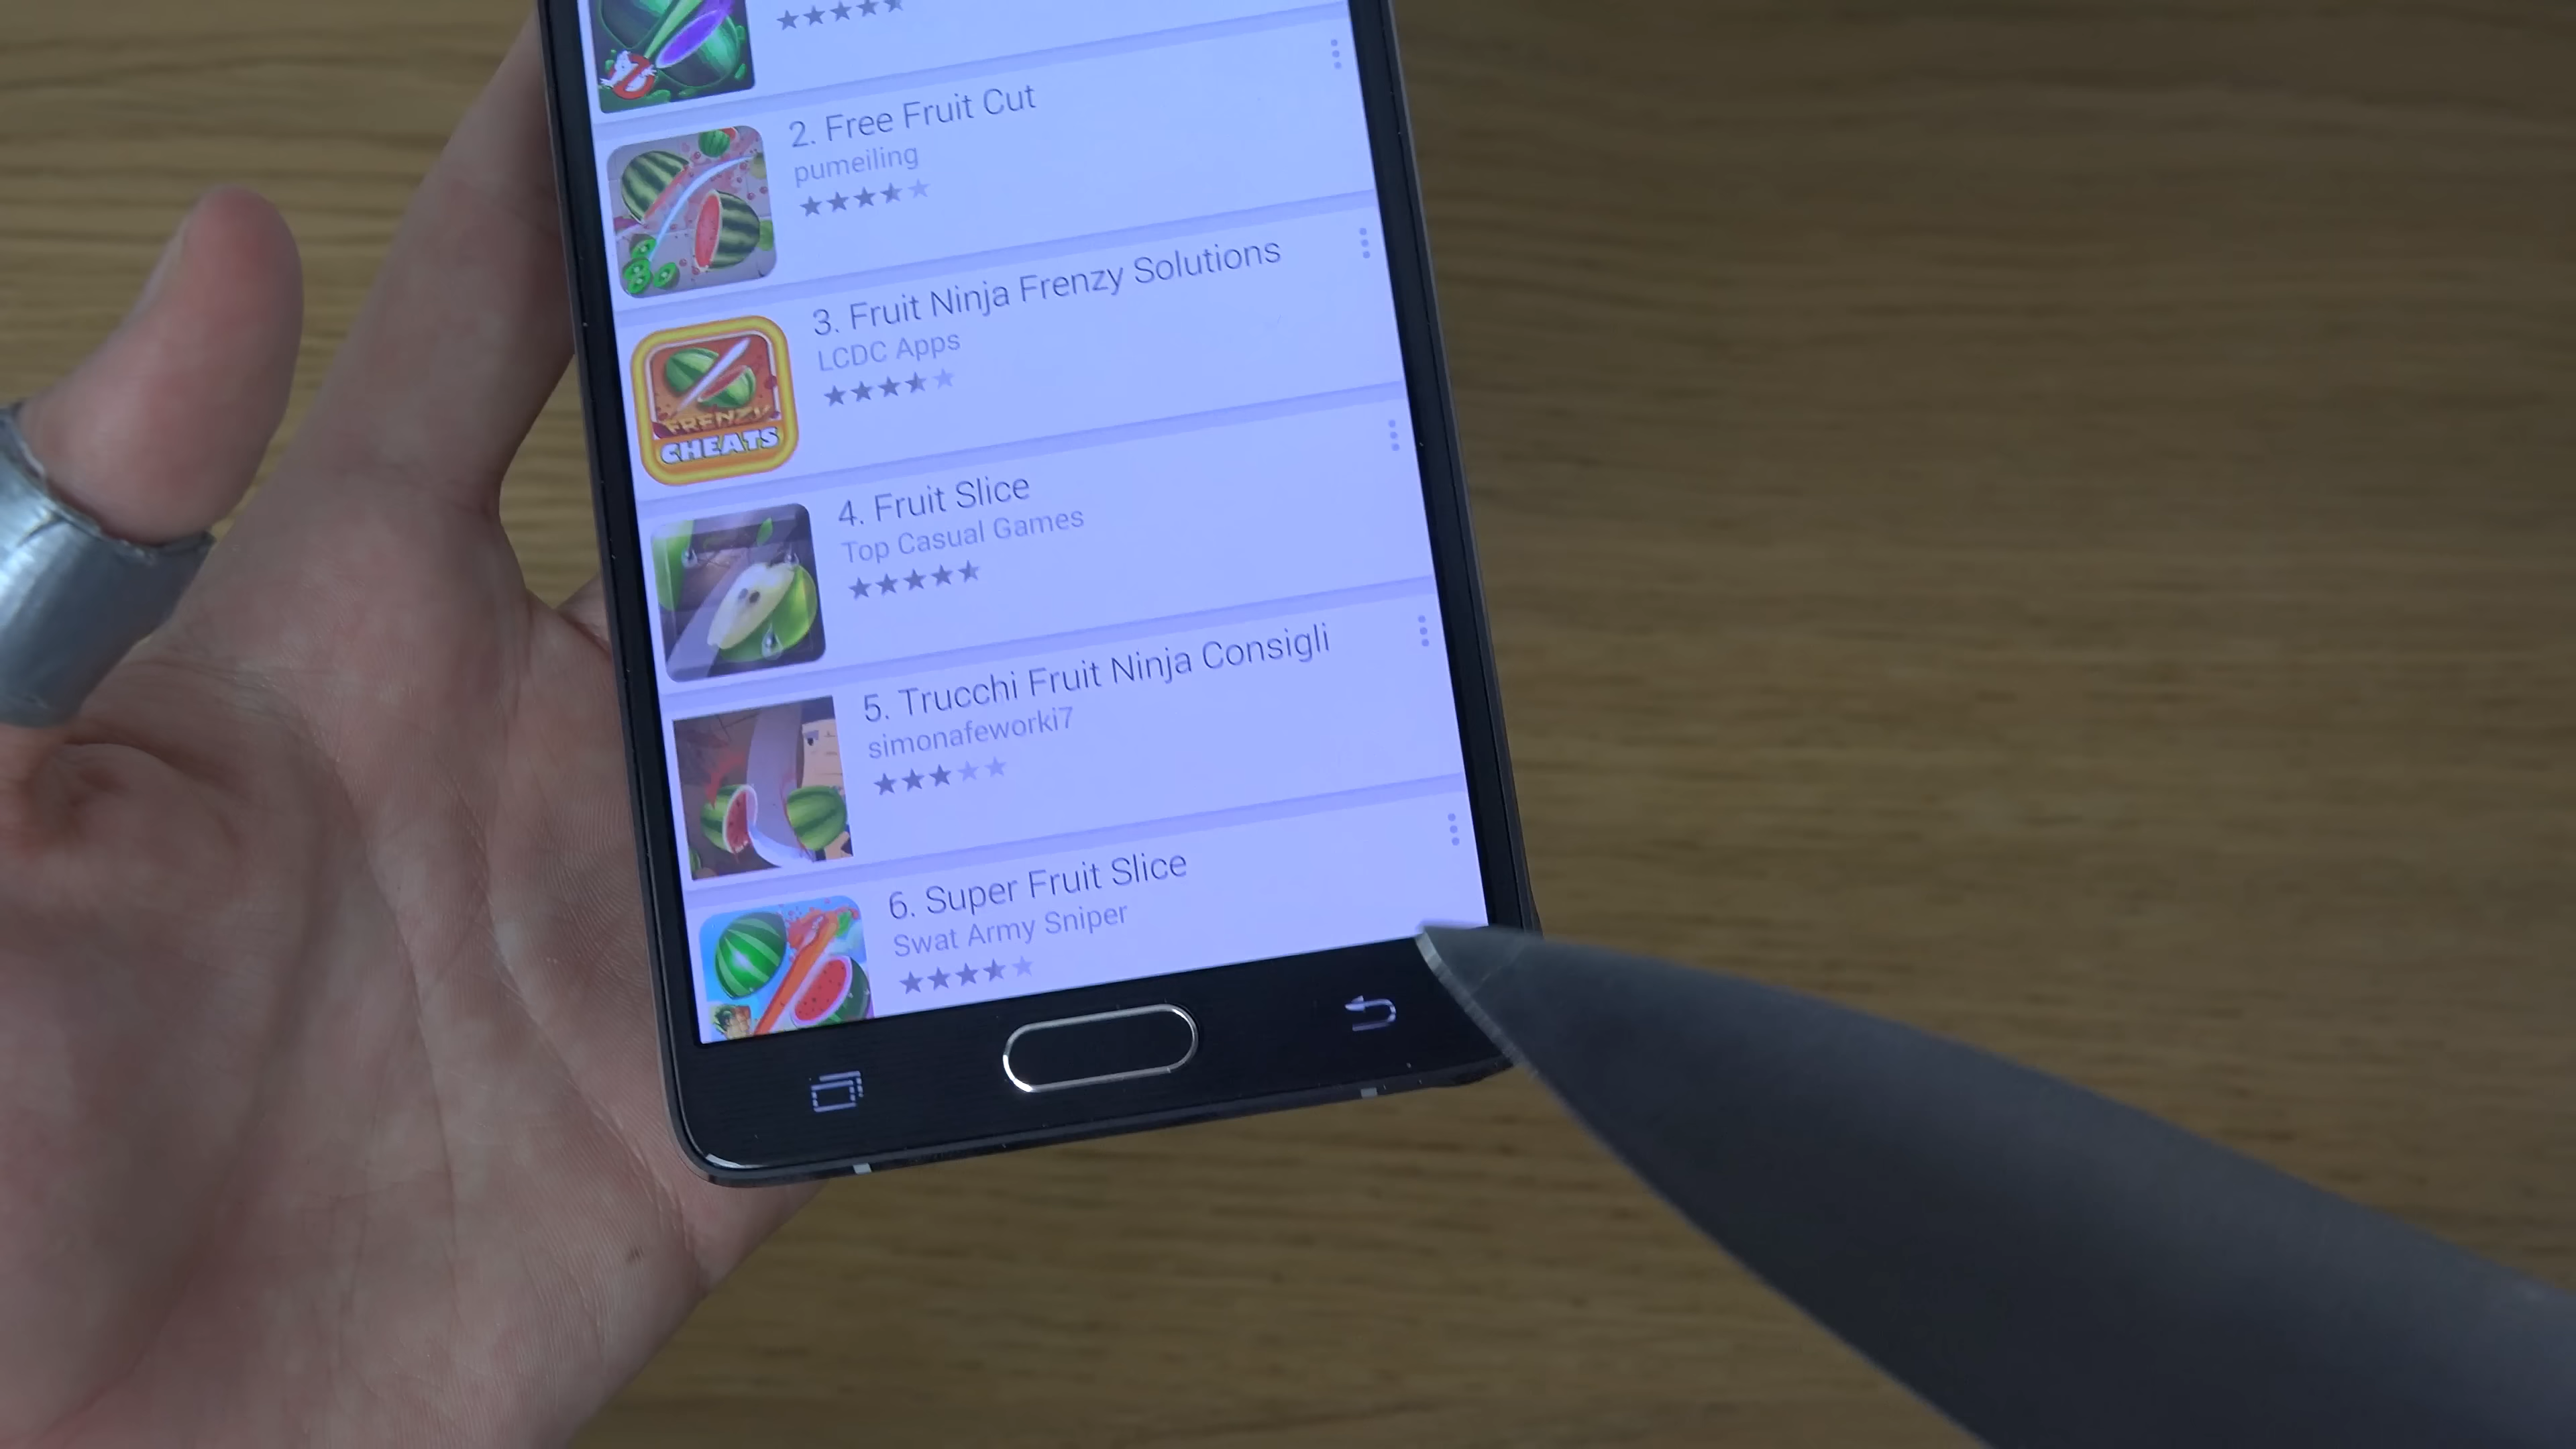 2. Free Fruit Cut
pumeiling
3. Fruit Ninja Frenzy Solutions
LCDC Apps
FRENZY
CHEATS
4. Fruit Slice
Top Casual Games
5. Trucchi Fruit Ninja Consigli
simonafeworki7
6. Super Fruit Slice
Swat Army Sniper